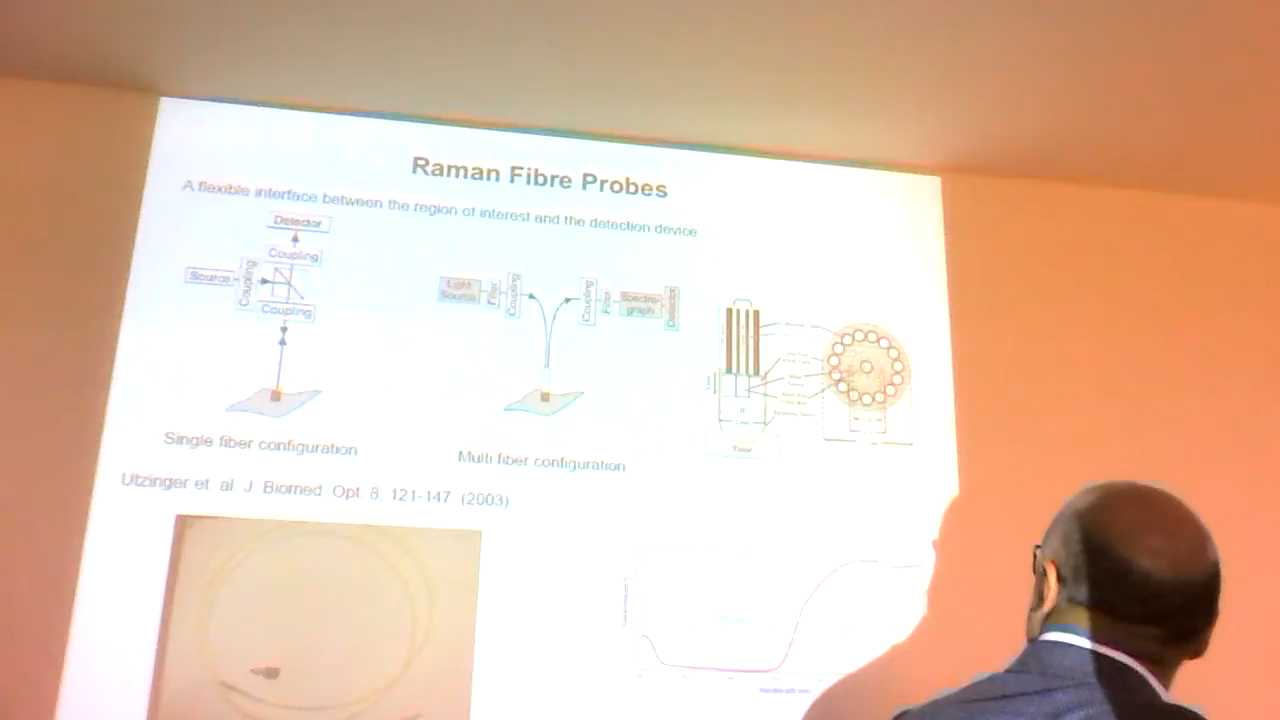 Raman Fibre Probes
A flexible interface between the region of interest and the detection device
Detector
Coupling
Source
Coupling
Coupling
Light Source
Filter
Coupling
Coupling
Filter
Spectro-
graph
Detector
Tissue
Single fiber configuration
Multi fiber configuration
Utzinger et. al J. Biomed. Opt. 8, 121-147 (2003)